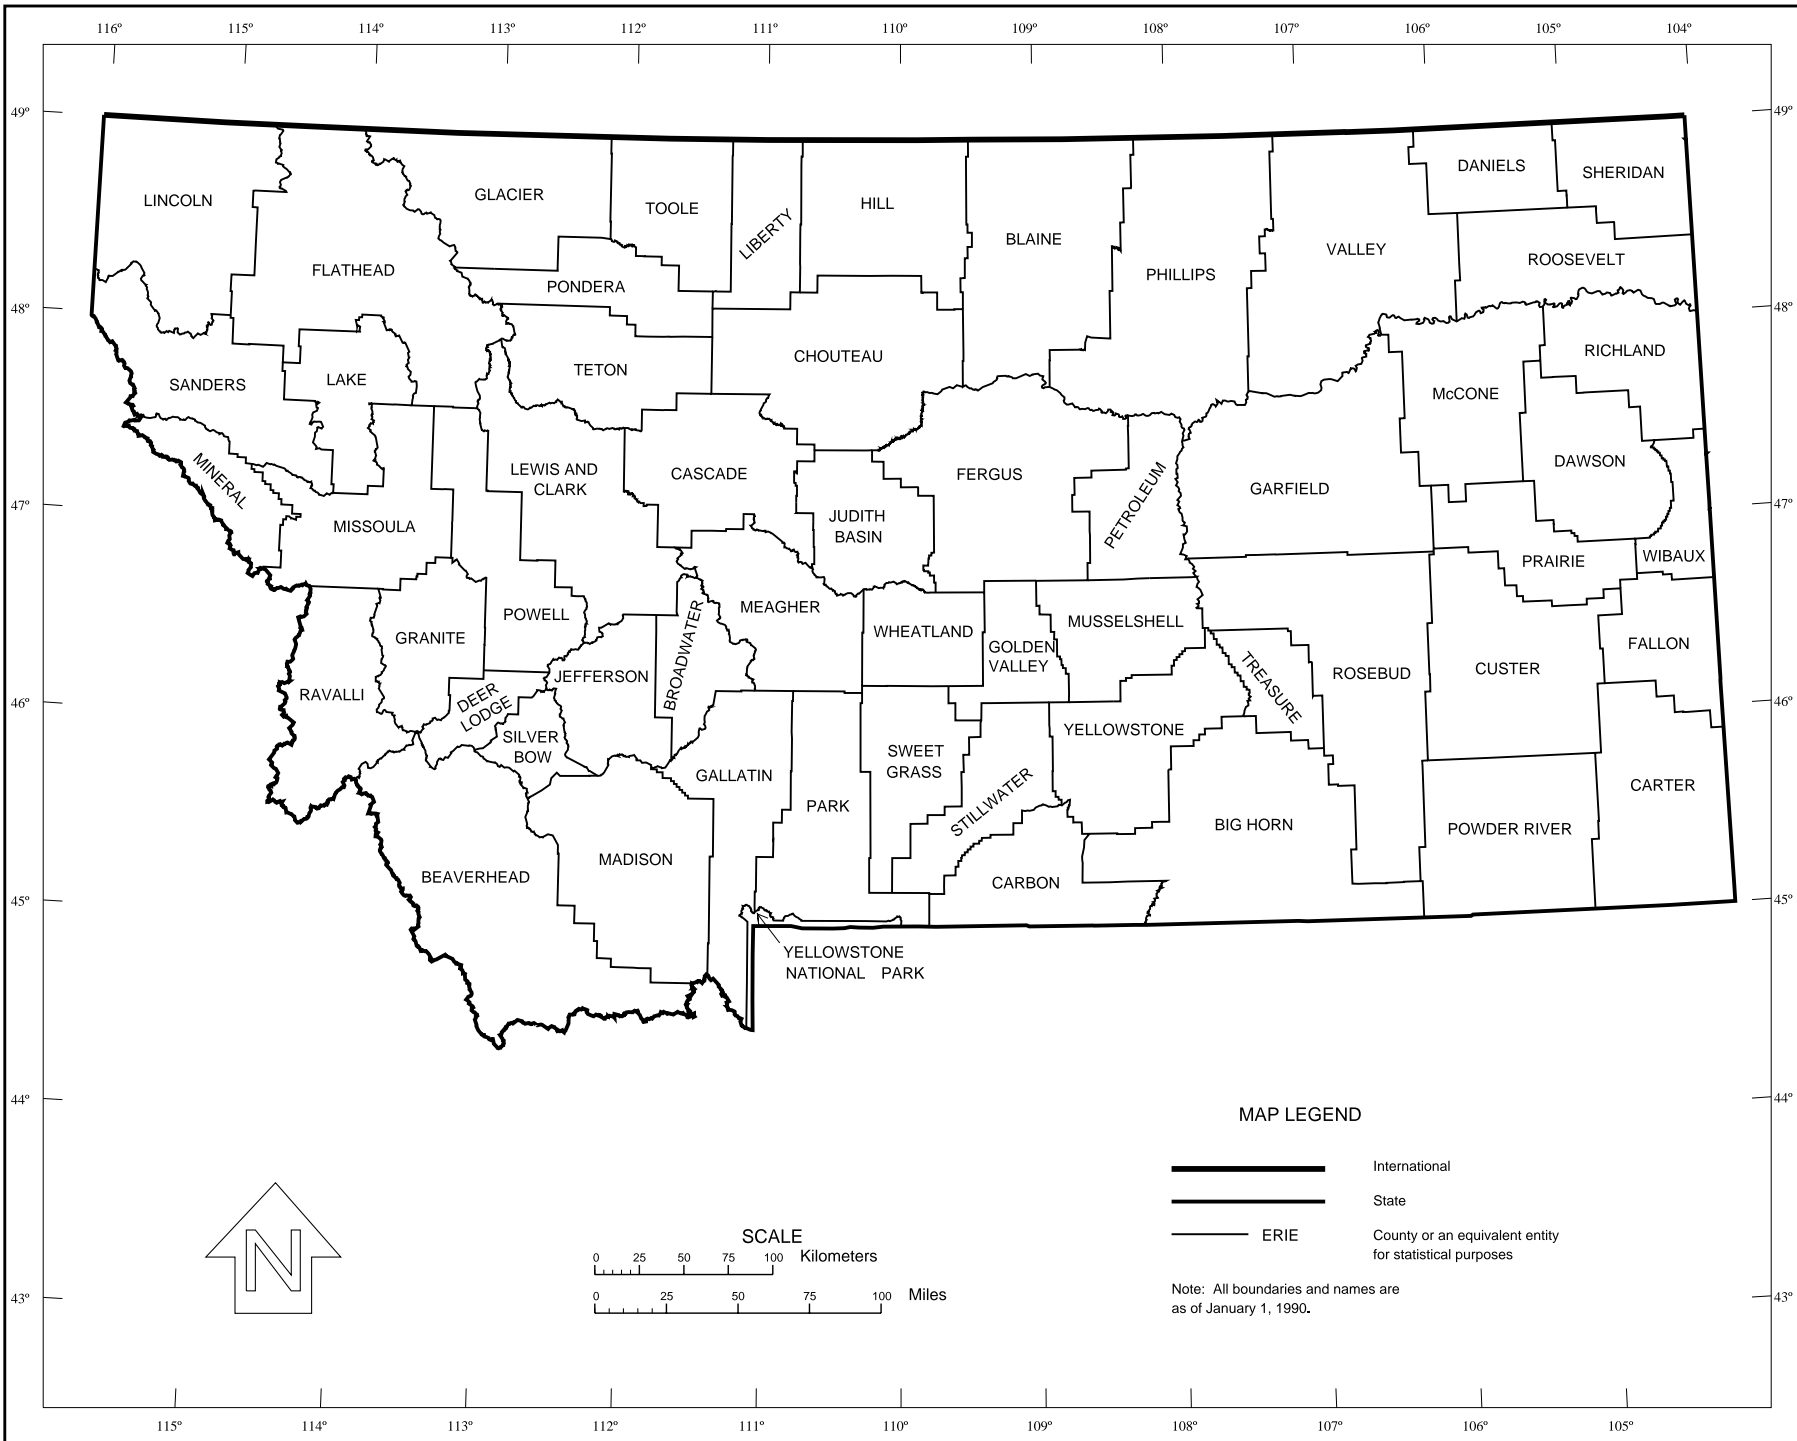 116° 115° 114° 113° 112° 111° 110° 109° 108° 107° 106° 105° 104°
49° 49°
DANIELS
SHERIDAN
LINCOLN
GLACIER
TOOLE
LIBERTY
HILL
BLAINE
VALLEY
ROOSEVELT
FLATHEAD
PHILLIPS
PONDERA
48° 48°
CHOUTEAU
RICHLAND
TETON
SANDERS
LAKE
McCONE
MINERAL
LEWIS AND
CLARK
CASCADE
FERGUS
PETROLEUM
GARFIELD
DAWSON
47° 47°
MISSOULA
JUDITH
BASIN
PRAIRIE
WIBAUX
POWELL
MEAGHER
GRANITE
BROADWATER
WHEATLAND
MUSSELSHELL
GOLDEN
VALLEY
FALLON
RAVALLI
JEFFERSON
TREASURE
ROSEBUD
CUSTER
46° 46°
DEER
LODGE
SILVER
BOW
YELLOWSTONE
SWEET
GRASS
GALLATIN
PARK
STILLWATER
CARTER
BIG HORN
POWDER RIVER
MADISON
BEAVERHEAD
CARBON
45° 45°
YELLOWSTONE
NATIONAL PARK
44° 44°
MAP LEGEND
International
State
ERIE County or an equivalent entity
for statistical purposes
Note: All boundaries and names are
as of January 1, 1990.
N
SCALE
0 25 50 75 100 Kilometers
0 25 50 75 100 Miles
43° 43°
115° 114° 113° 112° 111° 110° 109° 108° 107° 106° 105°